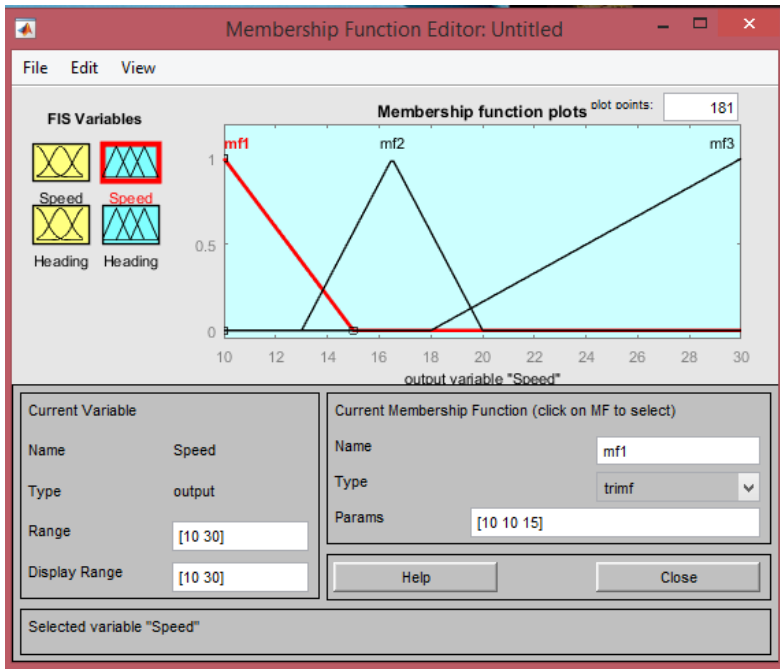 Membership Function Editor: Untitled
File Edit View
FIS Variables
Speed Speed
Heading Heading
Membership function plots plot points: 181
mf1 mf2 mf3
1
0.5
0
10 12 14 16 18 20 22 24 26 28 30
output variable "Speed"
Current Variable
Name Speed
Type output
Range [10 30]
Display Range [10 30]
Current Membership Function (click on MF to select)
Name mf1
Type trimf
Params [10 10 15]
Help Close
Selected variable "Speed"